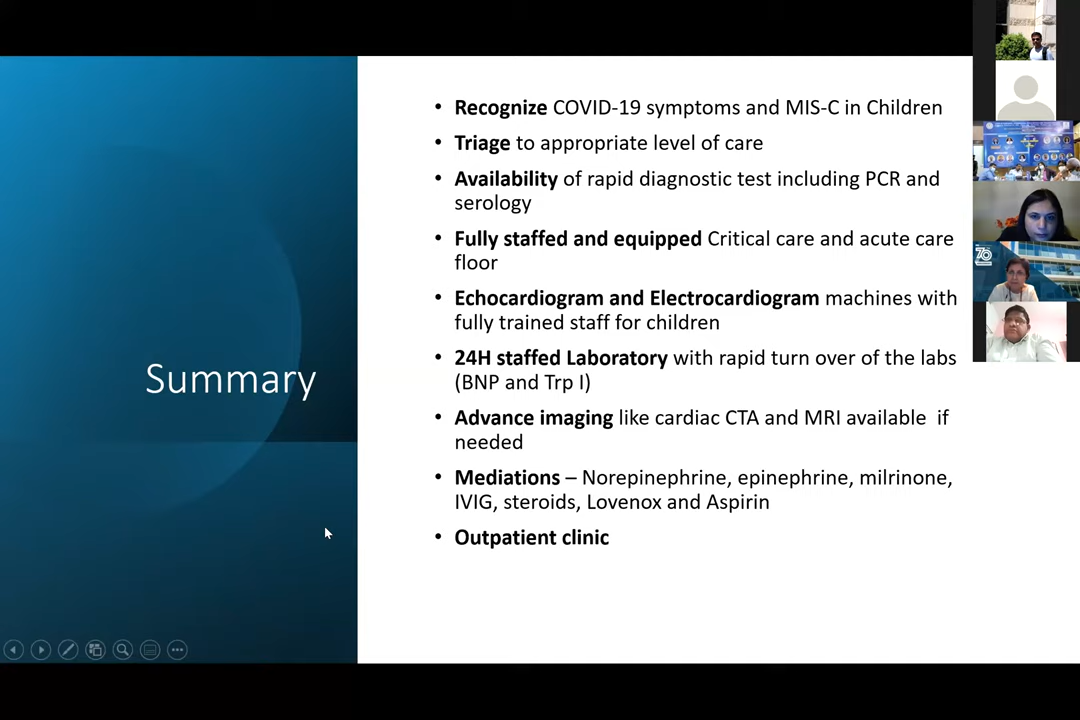 Summary
• Recognize COVID-19 symptoms and MIS-C in Children
• Triage to appropriate level of care
• Availability of rapid diagnostic test including PCR and
serology
• Fully staffed and equipped Critical care and acute care
floor
• Echocardiogram and Electrocardiogram machines with
fully trained staff for children
• 24H staffed Laboratory with rapid turn over of the labs
(BNP and Trp I)
• Advance imaging like cardiac CTA and MRI available if
needed
• Mediations – Norepinephrine, epinephrine, milrinone,
IVIG, steroids, Lovenox and Aspirin
• Outpatient clinic
70